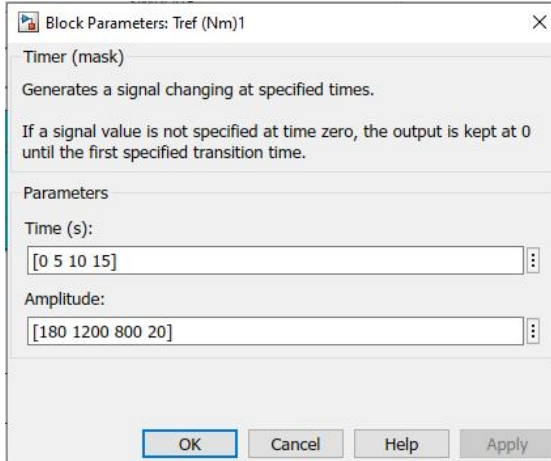 Block Parameters: Tref (Nm)1
Timer (mask)
Generates a signal changing at specified times.
If a signal value is not specified at time zero, the output is kept at 0
until the first specified transition time.
Parameters
Time (s):
[0 5 10 15]
Amplitude:
[180 1200 800 20]
OK Cancel Help Apply